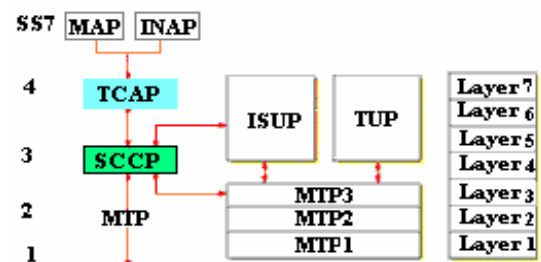 SS7 MAP INAP
4 TCAP
ISUP TUP
3 SCCP
2 MTP
1
MTP3
MTP2
MTP1
Layer 7
Layer 6
Layer 5
Layer 4
Layer 3
Layer 2
Layer 1